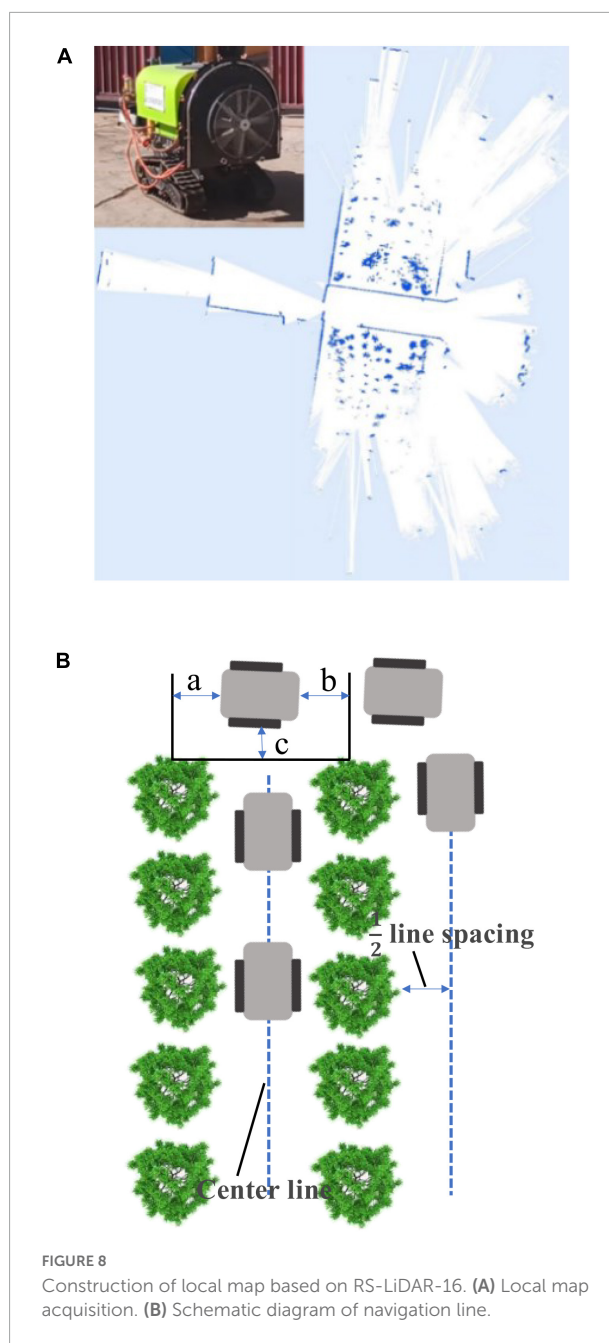 A
B
a
b
c
1/2 line spacing
Center line
FIGURE 8
Construction of local map based on RS-LiDAR-16. (A) Local map
acquisition. (B) Schematic diagram of navigation line.